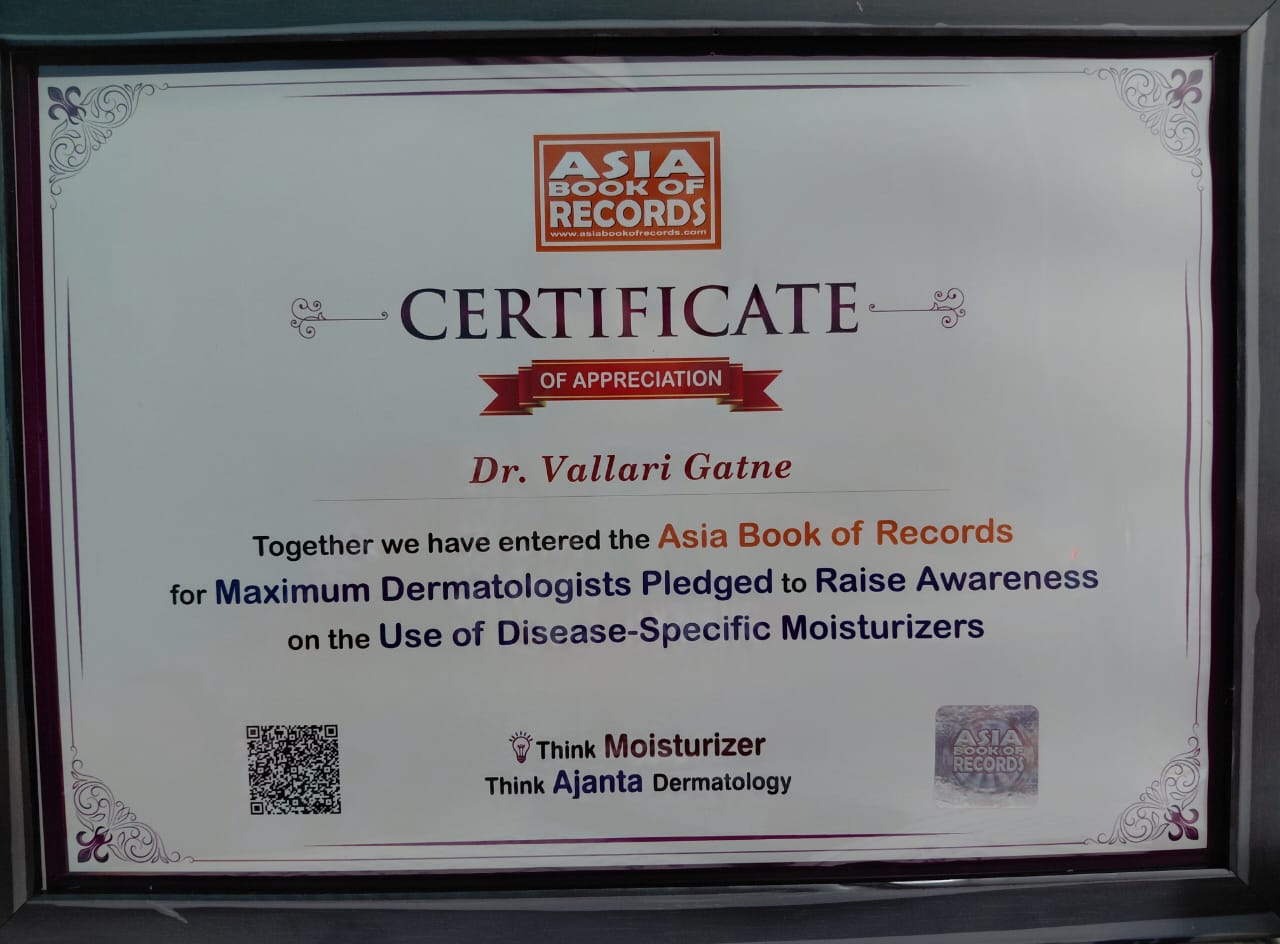 ASIA
BOOK OF
RECORDS
www.asiabookofrecords.com
CERTIFICATE
OF APPRECIATION
Dr. Vallari Gatne
Together we have entered the Asia Book of Records
for Maximum Dermatologists Pledged to Raise Awareness
on the Use of Disease-Specific Moisturizers
Think Moisturizer
Think Ajanta Dermatology
ASIA
BOOK OF
RECORDS